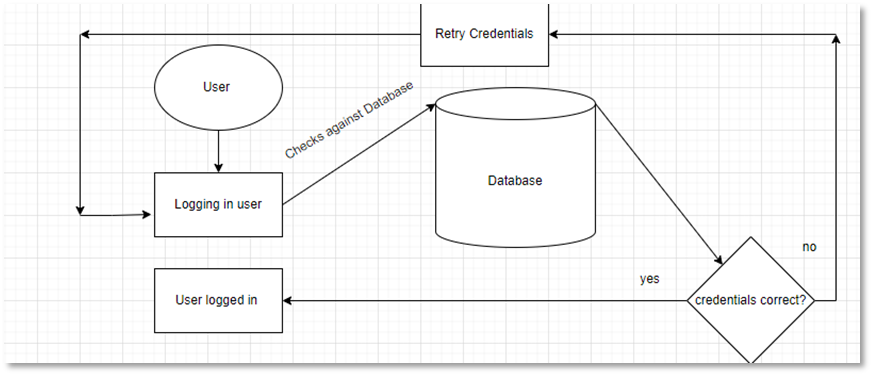 Retry Credentials
User
Checks against Database
Logging in user
Database
no
yes
User logged in
credentials correct?